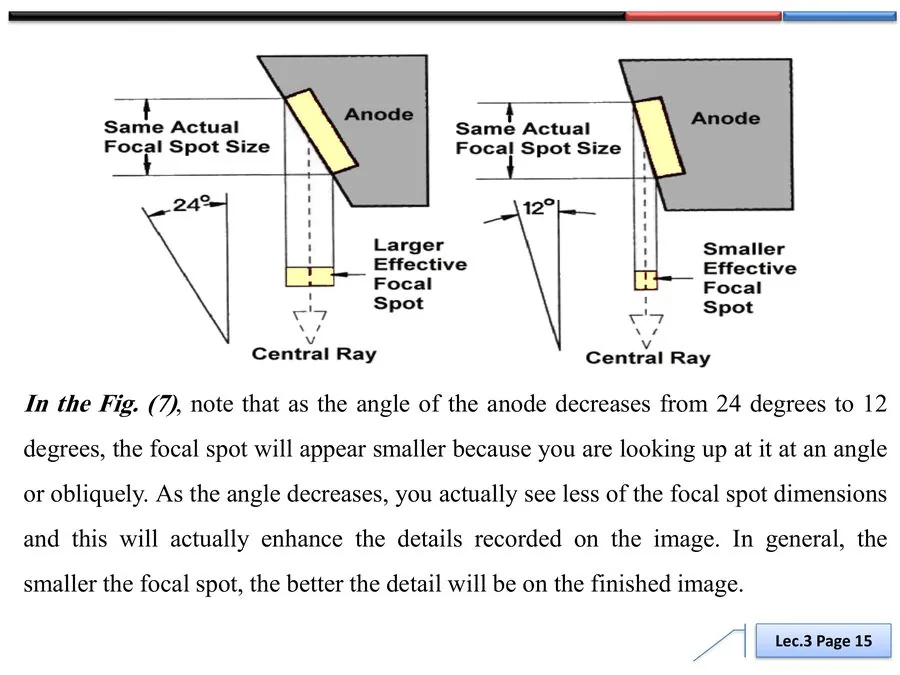 Same Actual
Focal Spot Size
Anode
24°
Larger
Effective
Focal
Spot
Central Ray
Same Actual
Focal Spot Size
Anode
12°
Smaller
Effective
Focal
Spot
Central Ray
In the Fig. (7), note that as the angle of the anode decreases from 24 degrees to 12
degrees, the focal spot will appear smaller because you are looking up at it at an angle
or obliquely. As the angle decreases, you actually see less of the focal spot dimensions
and this will actually enhance the details recorded on the image. In general, the
smaller the focal spot, the better the detail will be on the finished image.
Lec.3 Page 15